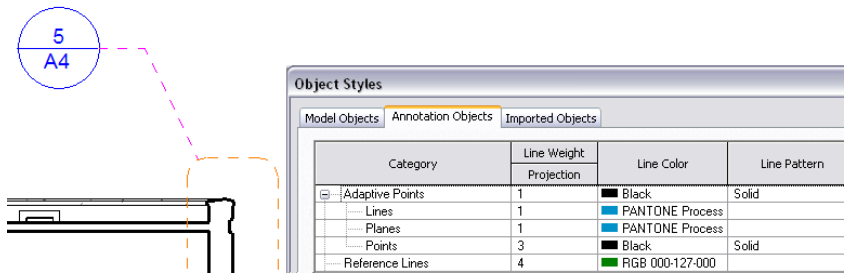 5
A4
Object Styles
Model Objects Annotation Objects Imported Objects
Category Line Weight Line Color Line Pattern
Projection
Adaptive Points 1 Black Solid
Lines 1 PANTONE Process
Planes 1 PANTONE Process
Points 3 Black Solid
Reference Lines 4 RGB 000-127-000